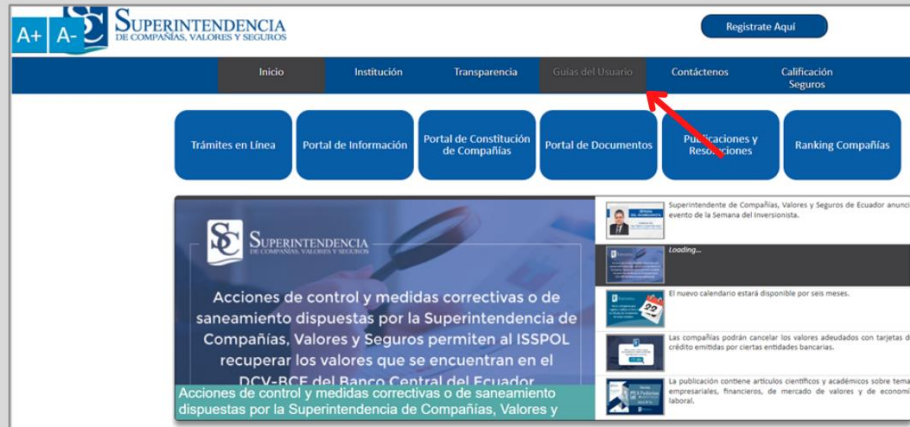 A+ A-
SUPERINTENDENCIA
DE COMPAÑÍAS, VALORES Y SEGUROS
Registrate Aquí
Inicio
Institución
Transparencia
Guías del Usuario
Contáctenos
Calificación
Seguros
Trámites en Línea
Portal de Información
Portal de Constitución
de Compañías
Portal de Documentos
Publicaciones y
Resoluciones
Ranking Compañías
SUPERINTENDENCIA
DE COMPAÑÍAS, VALORES Y SEGUROS
Acciones de control y medidas correctivas o de
saneamiento dispuestas por la Superintendencia de
Compañías, Valores y Seguros permiten al ISSPOL
recuperar los valores que se encuentran en el
DCV-BCE del Banco Central del Ecuador
Acciones de control y medidas correctivas o de saneamiento
dispuestas por la Superintendencia de Compañías, Valores y
Superintendente de Compañías, Valores y Seguros de Ecuador anunci
evento de la Semana del Inversionista.
Loading...
El nuevo calendario estará disponible por seis meses.
Las compañías podrán cancelar los valores adeudados con tarjetas d
crédito emitidas por ciertas entidades bancarias.
La publicación contiene artículos científicos y académicos sobre tema
empresariales, financieros, de mercado de valores y de economí
laboral.